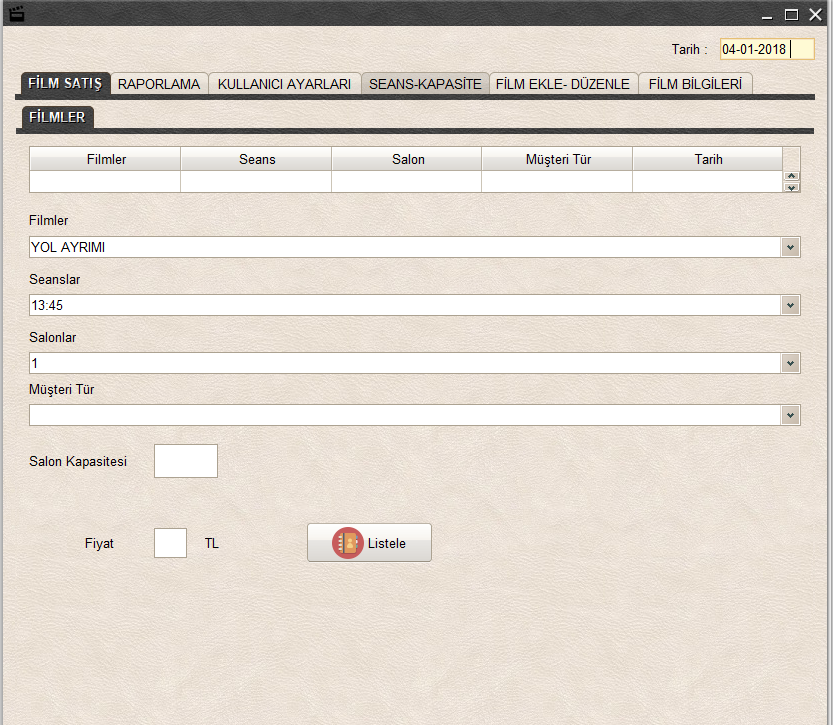 Tarih : 04-01-2018
FİLM SATIŞ RAPORLAMA KULLANICI AYARLARI SEANS-KAPASİTE FİLM EKLE- DÜZENLE FİLM BİLGİLERİ
FİLMLER
Filmler Seans Salon Müşteri Tür Tarih
Filmler
YOL AYRIMI
Seanslar
13:45
Salonlar
1
Müşteri Tür
Salon Kapasitesi
Fiyat TL Listele